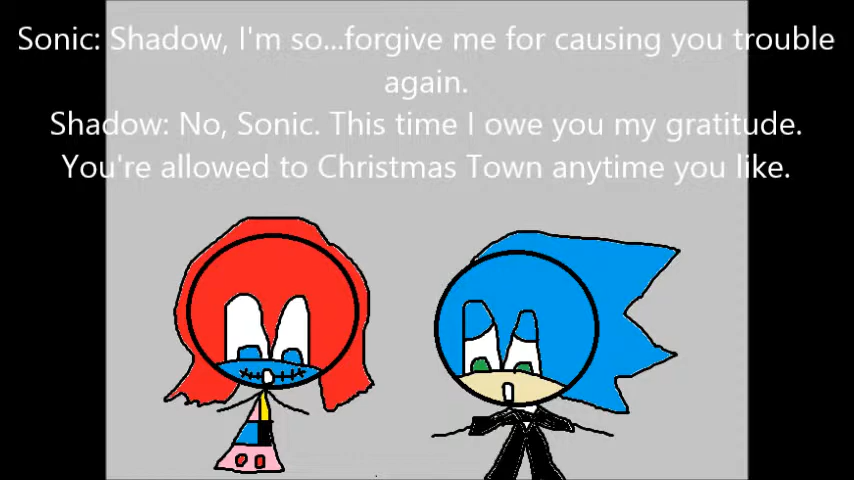 Sonic: Shadow, I'm so...forgive me for causing you trouble
again.
Shadow: No, Sonic. This time I owe you my gratitude.
You're allowed to Christmas Town anytime you like.